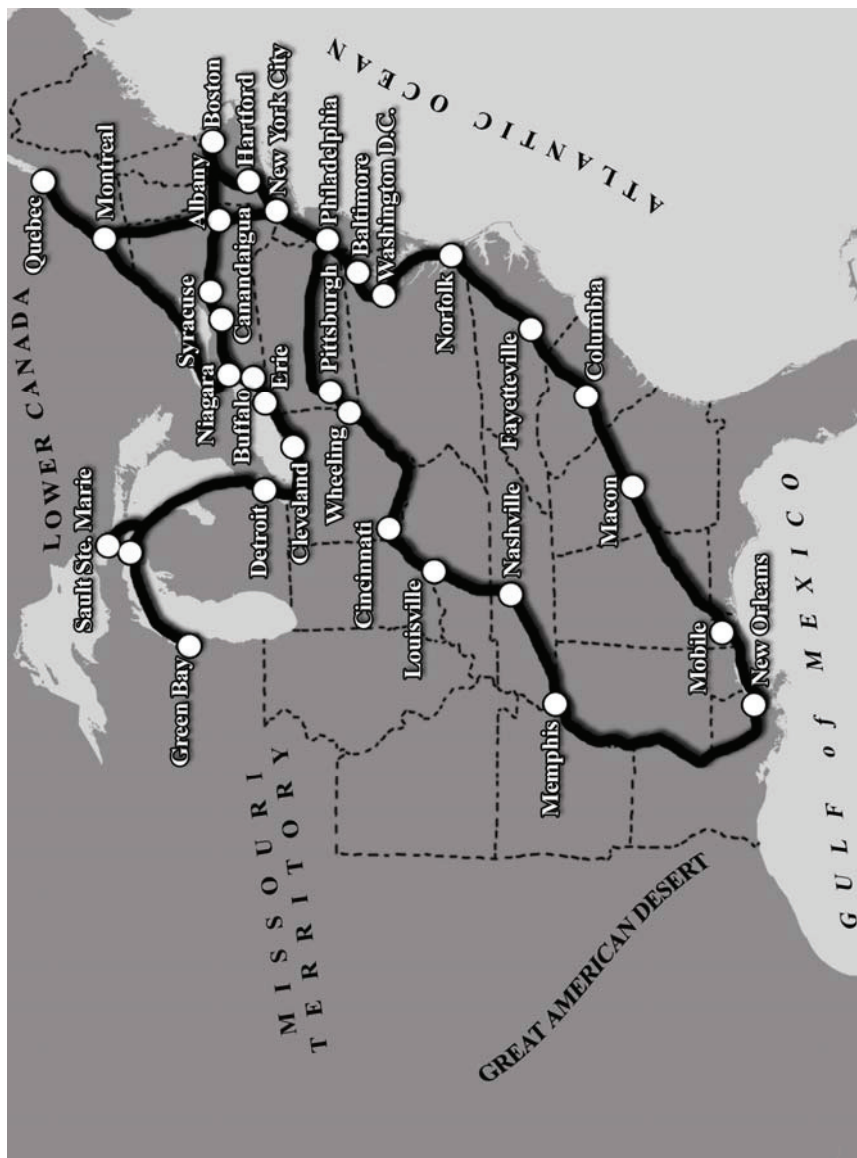 LOWER CANADA
Quebec
Montreal
Sault Ste. Marie
Green Bay
Niagara
Syracuse
Albany
Boston
Canandaigua
Hartford
Buffalo
Erie
New York City
Detroit
Cleveland
MISSOURI
TERRITORY
Pittsburgh
Philadelphia
Wheeling
Baltimore
Washington D.C.
Cincinnati
Louisville
Norfolk
ATLANTIC OCEAN
Nashville
Fayetteville
Memphis
Columbia
Macon
GREAT AMERICAN DESERT
Mobile
New Orleans
GULF of MEXICO